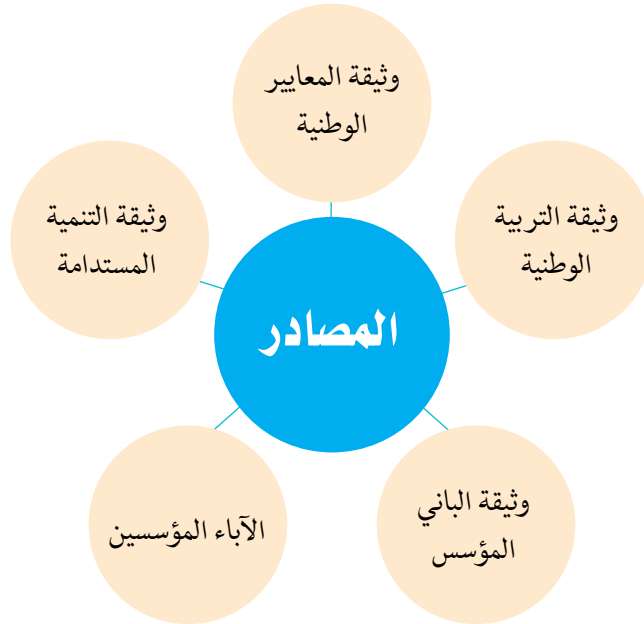 وثيقة المعايير
الوطنية
وثيقة التربية
الوطنية
وثيقة التنمية
المستدامة
المصادر
وثيقة الباني
المؤسس
الآباء المؤسسين